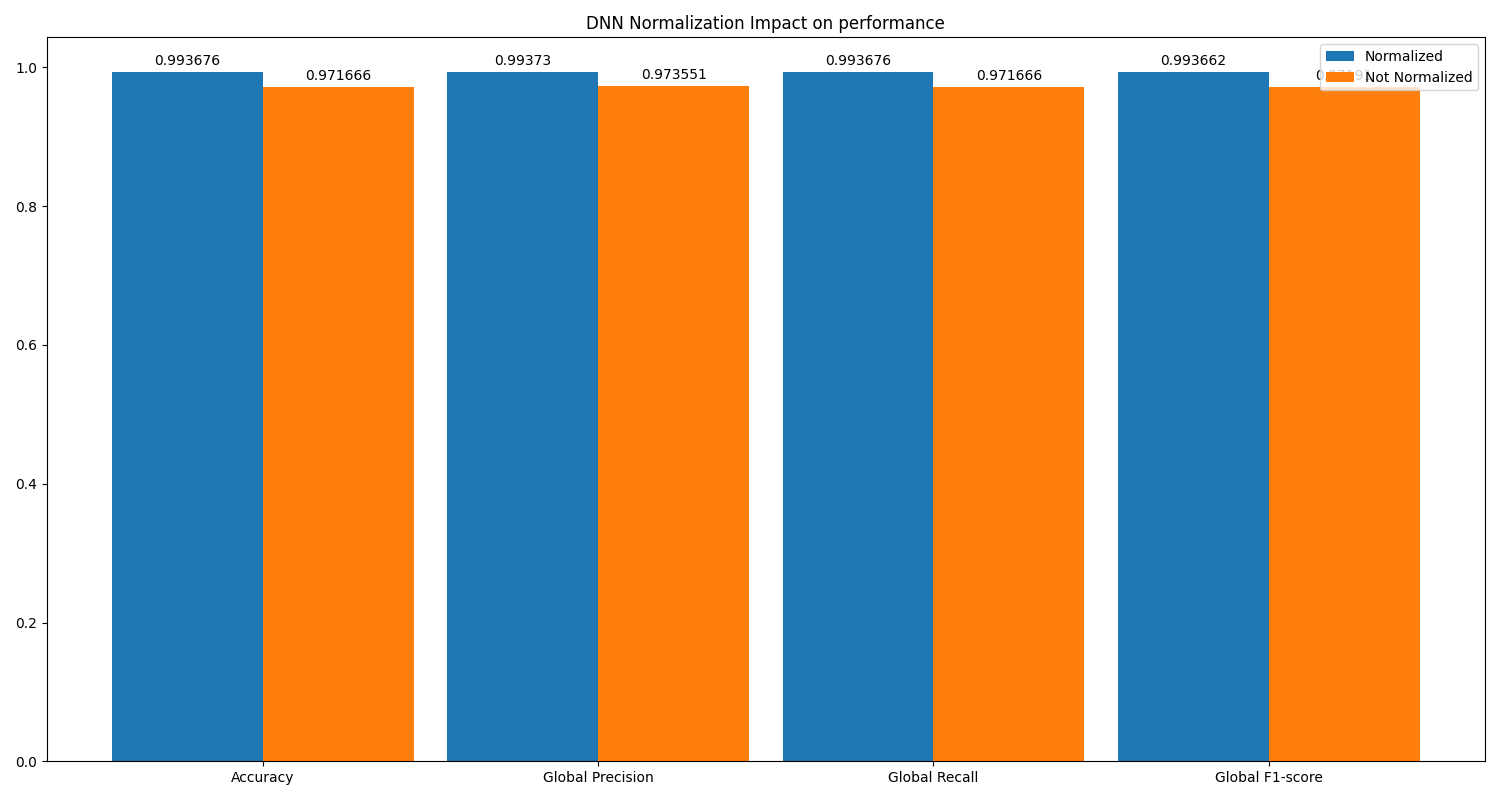 DNN Normalization Impact on performance
0.993676
0.971666
0.99373
0.973551
0.993676
0.971666
0.993662
Normalized
Not Normalized
1.0
0.8
0.6
0.4
0.2
0.0
Accuracy
Global Precision
Global Recall
Global F1-score